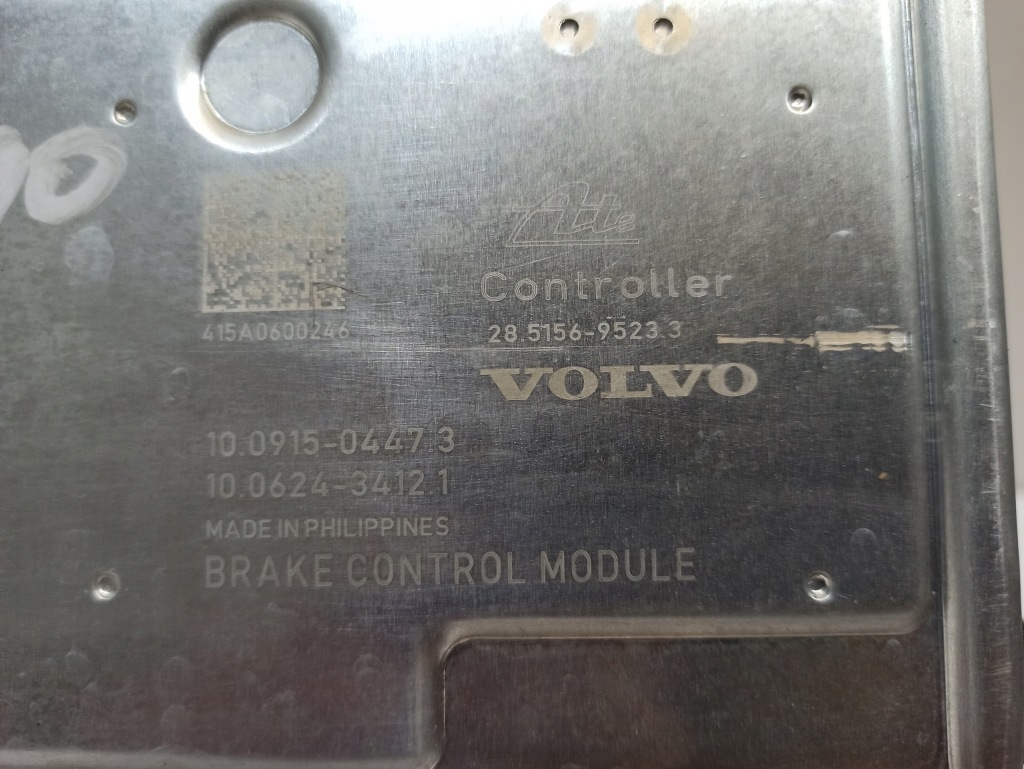 Ate
Controller
415A0600246
28.5156-9523.3
VOLVO
10.0915-0447.3
10.0624-3412.1
MADE IN PHILIPPINES
BRAKE CONTROL MODULE